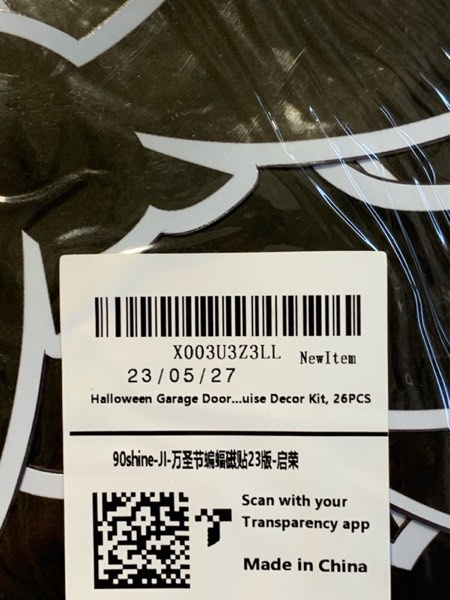 X003U3Z3LL NewItem
23/05/27
Halloween Garage Door...uise Decor Kit, 26PCS
90shine-JI-万圣节蝙蝠磁贴23版-启荣
Scan with your
Transparency app
Made in China